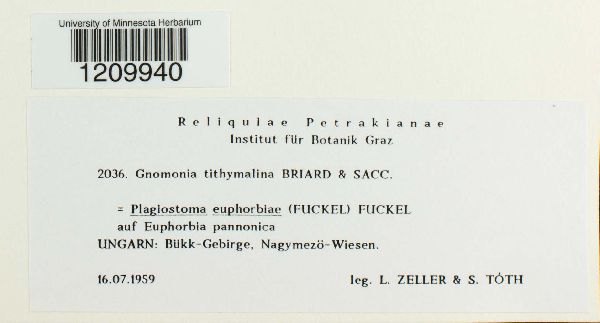 University of Minnesota Herbarium
1209940
Reliquiae Petrakianae
Institut für Botanik Graz
2036. Gnomonia tithymalina BRIARD & SACC.
= Plagiostoma euphorbiae (FUCKEL) FUCKEL
auf Euphorbia pannonica
UNGARN: Bükk-Gebirge, Nagymezö-Wiesen.
16.07.1959 leg. L. ZELLER & S. TÓTH